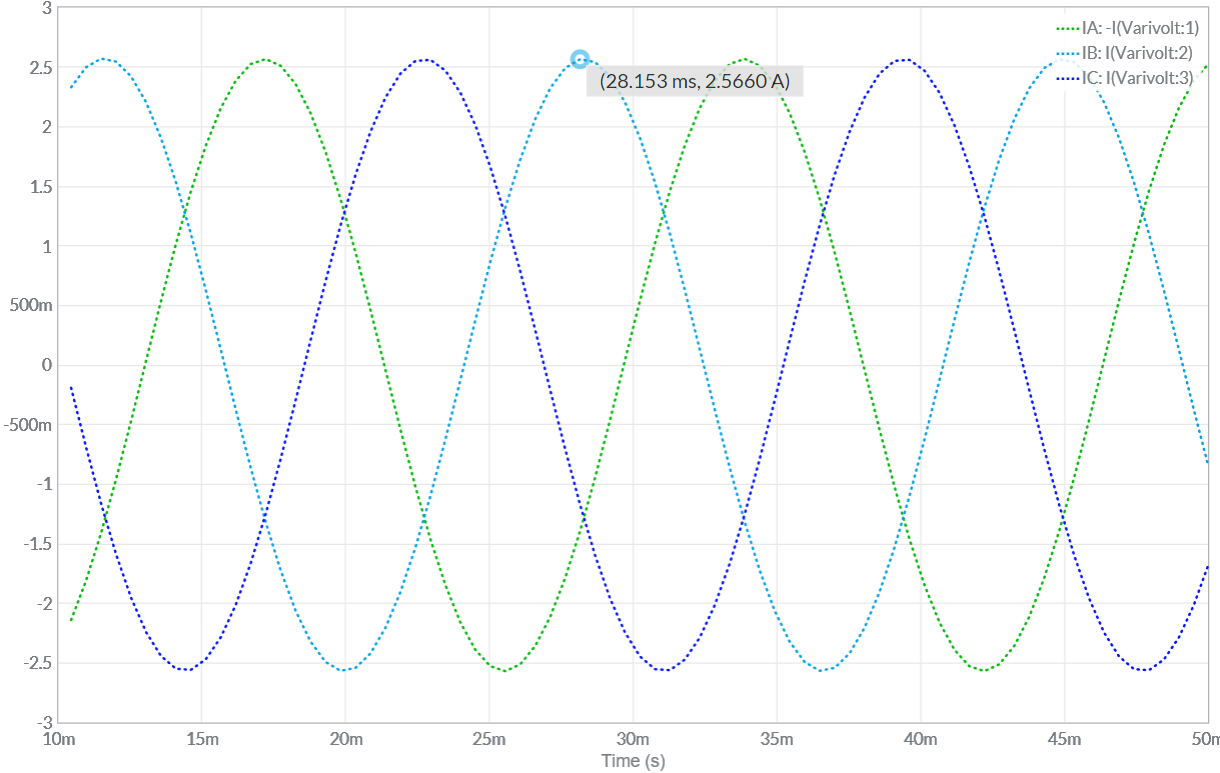 3
2.5
2
1.5
1
500m
0
-500m
-1
-1.5
-2
-2.5
-3
IA: -I(Varivolt:1)
IB: I(Varivolt:2)
IC: I(Varivolt:3)
(28.153 ms, 2.5660 A)
10m 15m 20m 25m 30m 35m 40m 45m 50m
Time (s)